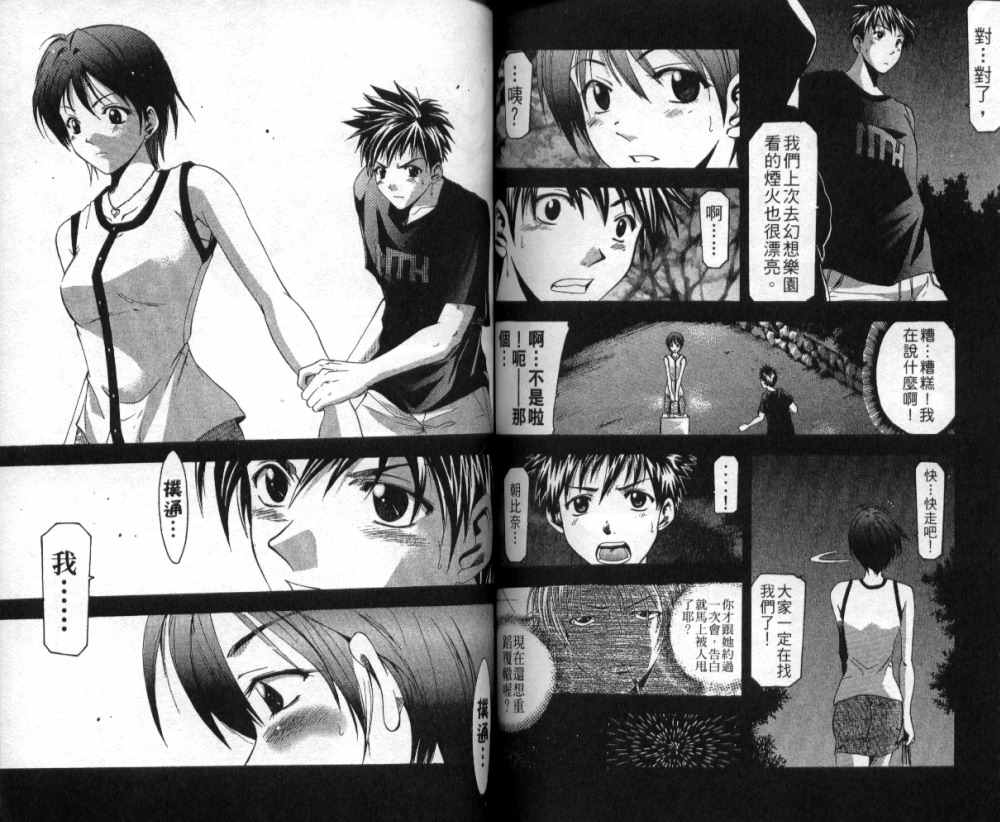 對…對了，
我們上次去幻想樂園
看的煙火也很漂亮。
…咦？
啊……
糟…糟糕！我
在說什麼啊！
啊…不是啦
！呃——那
個…
快…快走吧！
大家一定在找
我們了！
…！
朝比奈…
你才跟她約過
一次會，告白
就馬上被人甩
了耶？
現在還想重
蹈覆轍喔？
撲通…
我……
撲通…